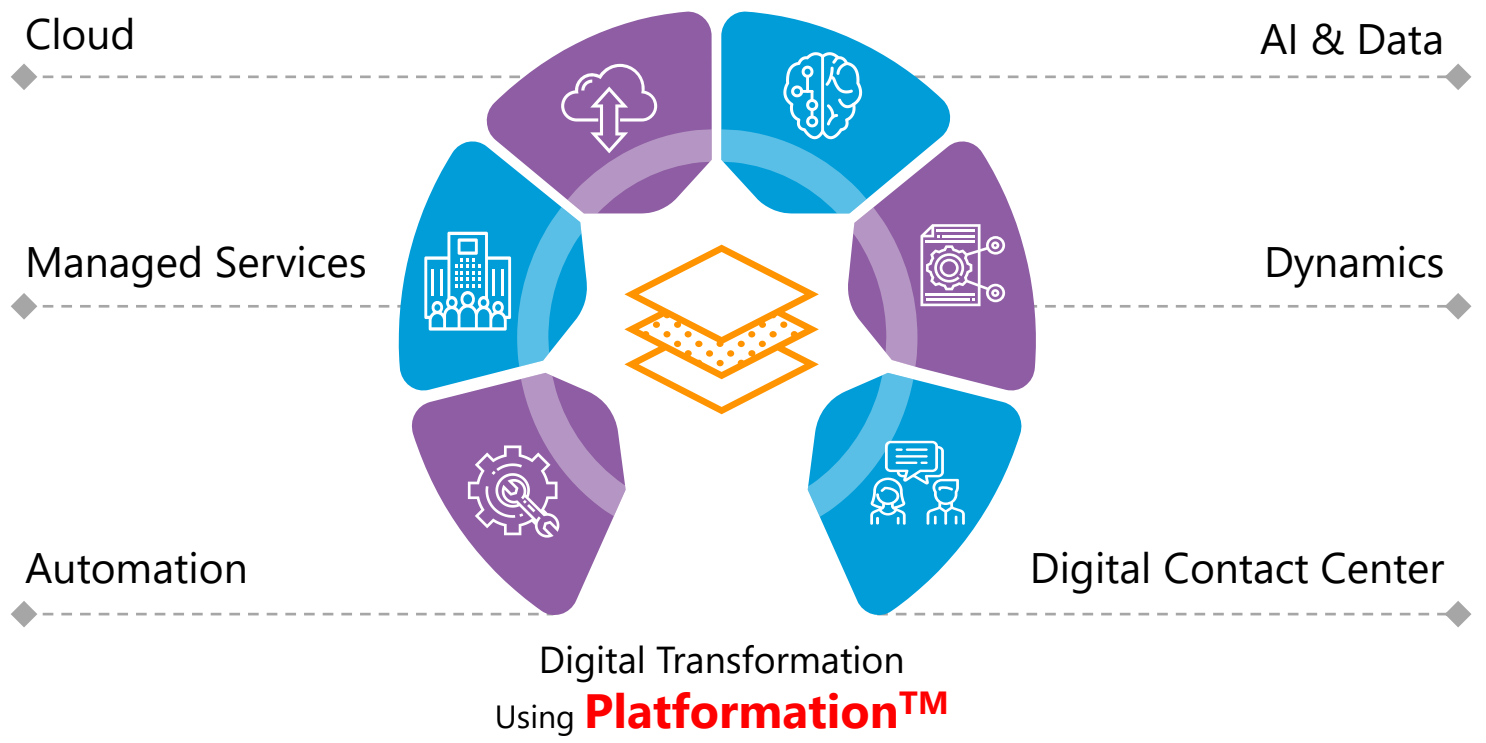 Cloud
AI & Data
Managed Services
Dynamics
Automation
Digital Contact Center
Digital Transformation
Using Platformation™